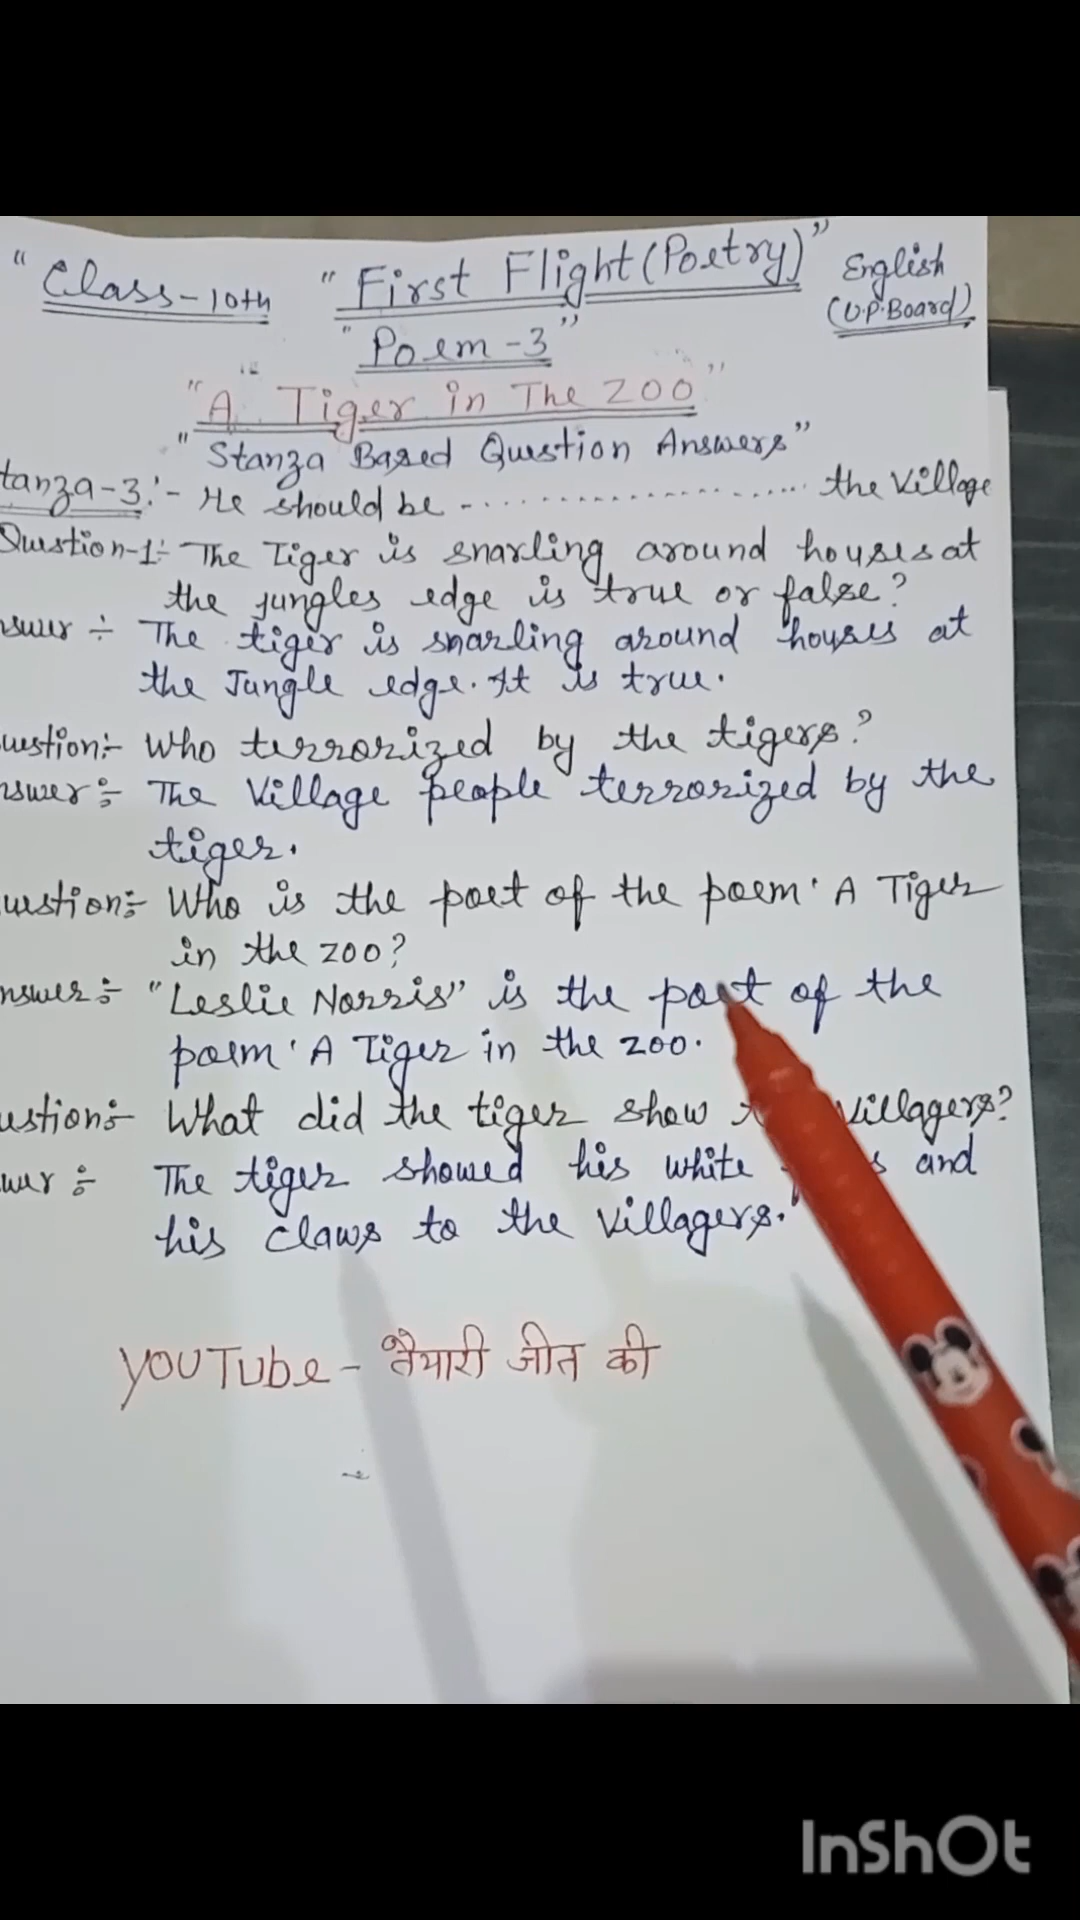 "Class-10th "First Flight (Poetry)" English
(U.P. Board)
"Poem-3"
"A Tiger in The Zoo"
"Stanza Based Question Answers"
tanza-3:- He should be ................... the Village
Question-1:- The Tiger is snarling around houses at
the jungles edge is true or false?
nswer ÷ The tiger is snarling around houses at
the Jungle edge. It is true.
uestion:- Who terrorized by the tigers?
nswer ÷ The Village people terrorized by the
tiger.
uestion:- Who is the poet of the poem 'A Tiger
in the zoo?
nswer:- "Leslie Norris" is the poet of the
poem 'A Tiger in the zoo.
uestion:- What did the tiger show villagers?
wer ÷ The tiger showed his white and
his claws to the villagers.
YOUTube - तैयारी जीत की
InShOt